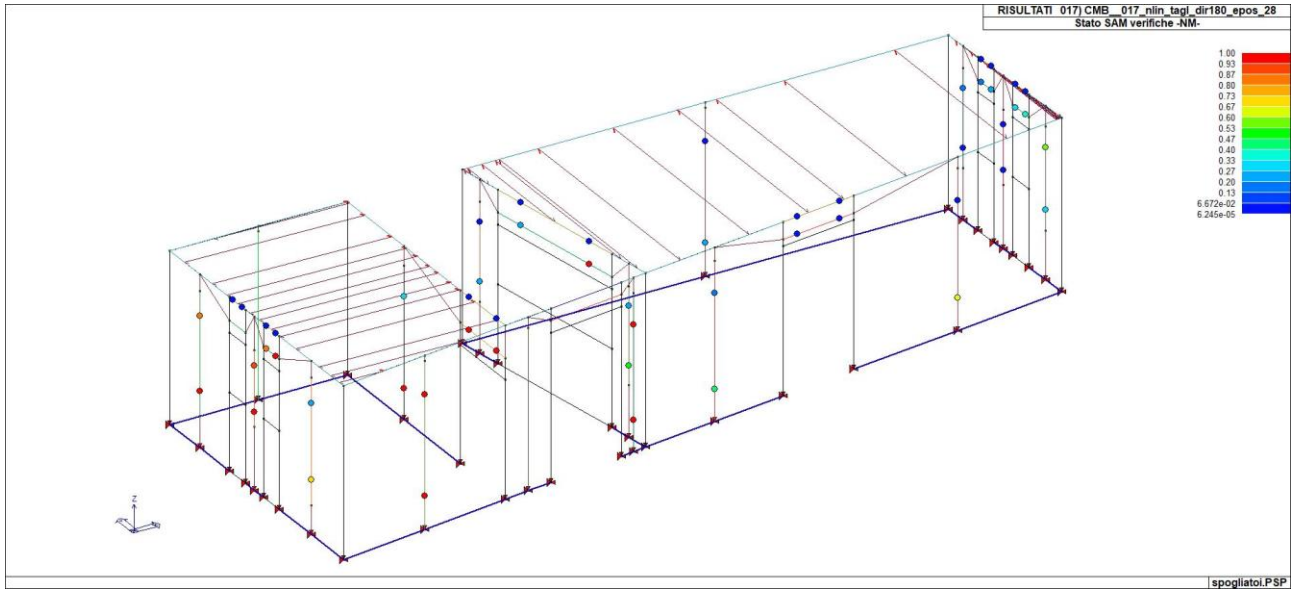 RISULTATI 017) CMB__017_nlin_tagl_dir180_epos_28
Stato SAM verifiche -NM-
1.00
0.93
0.87
0.80
0.73
0.67
0.60
0.53
0.47
0.40
0.33
0.27
0.20
0.13
6.672e-02
6.245e-05
Z
spogliatoi.PSP